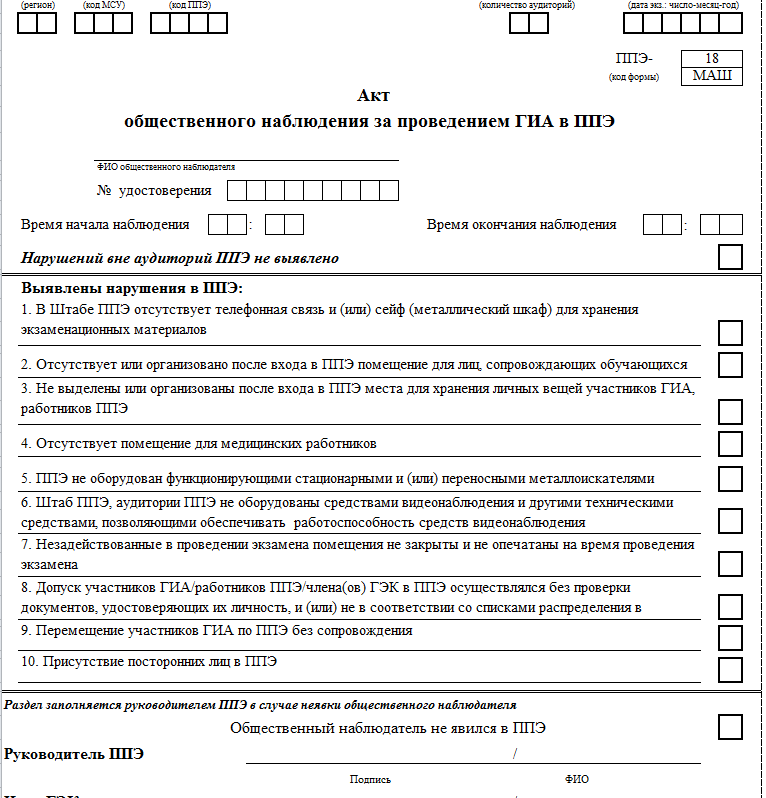 (регион) (код МСУ) (код ППЭ) (количество аудиторий) (дата экз.: число-месяц-год)
ППЭ- 18
(код формы) МАШ
Акт
общественного наблюдения за проведением ГИА в ППЭ
ФИО общественного наблюдателя
№ удостоверения
Время начала наблюдения : Время окончания наблюдения :
Нарушений вне аудиторий ППЭ не выявлено
Выявлены нарушения в ППЭ:
1. В Штабе ППЭ отсутствует телефонная связь и (или) сейф (металлический шкаф) для хранения
экзаменационных материалов
2. Отсутствует или организовано после входа в ППЭ помещение для лиц, сопровождающих обучающихся
3. Не выделены или организованы после входа в ППЭ места для хранения личных вещей участников ГИА,
работников ППЭ
4. Отсутствует помещение для медицинских работников
5. ППЭ не оборудован функционирующими стационарными и (или) переносными металлоискателями
6. Штаб ППЭ, аудитории ППЭ не оборудованы средствами видеонаблюдения и другими техническими
средствами, позволяющими обеспечивать работоспособность средств видеонаблюдения
7. Незадействованные в проведении экзамена помещения не закрыты и не опечатаны на время проведения
экзамена
8. Допуск участников ГИА/работников ППЭ/члена(ов) ГЭК в ППЭ осуществлялся без проверки
документов, удостоверяющих их личность, и (или) не в соответствии со списками распределения в
9. Перемещение участников ГИА по ППЭ без сопровождения
10. Присутствие посторонних лиц в ППЭ
Раздел заполняется руководителем ППЭ в случае неявки общественного наблюдателя
Общественный наблюдатель не явился в ППЭ
Руководитель ППЭ /
Подпись ФИО